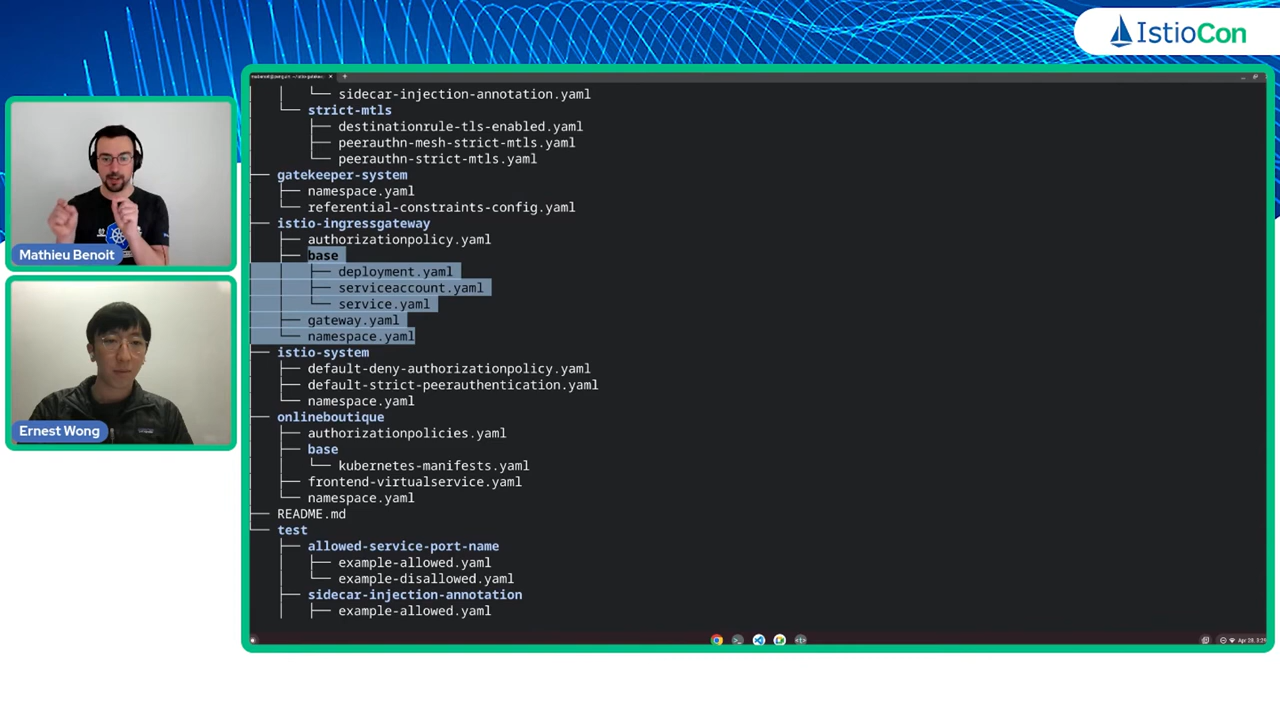 IstioCon
sidecar-injection-annotation.yaml
strict-mtls
destinationrule-tls-enabled.yaml
peerauthn-mesh-strict-mtls.yaml
peerauthn-strict-mtls.yaml
gatekeeper-system
namespace.yaml
referential-constraints-config.yaml
istio-ingressgateway
authorizationpolicy.yaml
base
deployment.yaml
serviceaccount.yaml
service.yaml
gateway.yaml
namespace.yaml
istio-system
default-deny-authorizationpolicy.yaml
default-strict-peerauthentication.yaml
namespace.yaml
onlineboutique
authorizationpolicies.yaml
base
kubernetes-manifests.yaml
frontend-virtualservice.yaml
namespace.yaml
README.md
test
allowed-service-port-name
example-allowed.yaml
example-disallowed.yaml
sidecar-injection-annotation
example-allowed.yaml
Mathieu Benoit
Ernest Wong